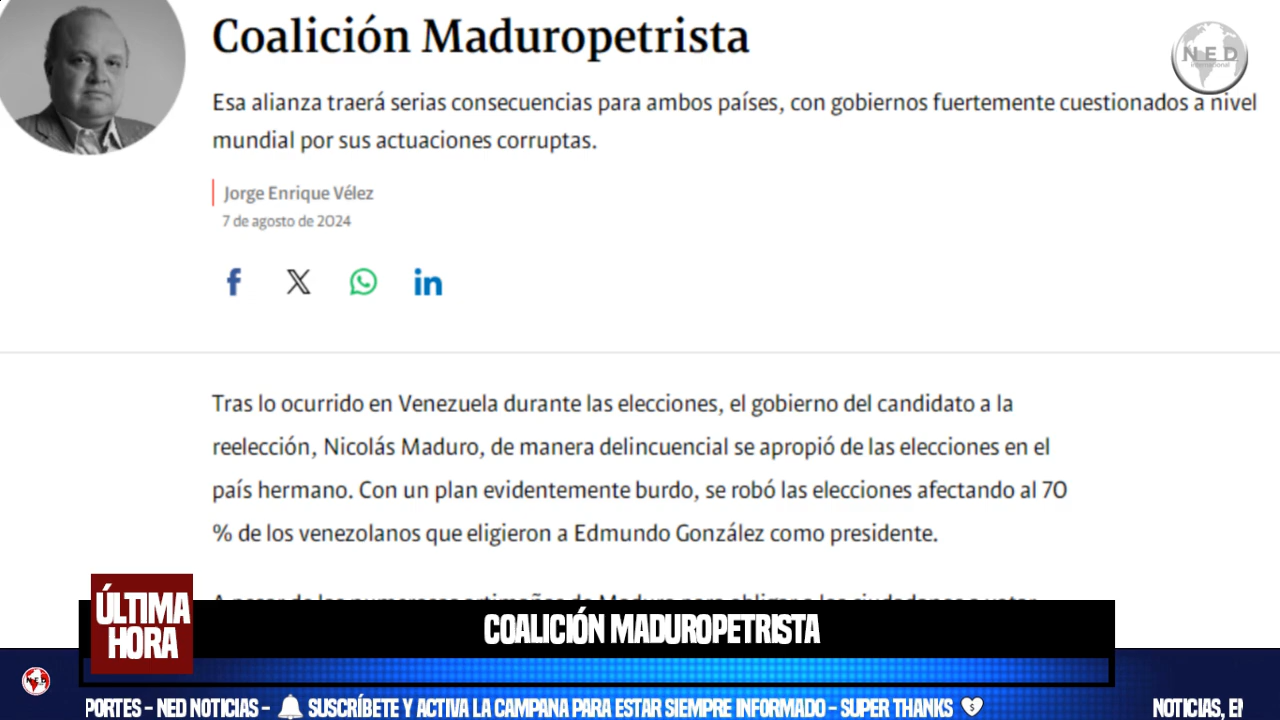 Coalición Maduropetrista
NED
international
Esa alianza traerá serias consecuencias para ambos países, con gobiernos fuertemente cuestionados a nivel
mundial por sus actuaciones corruptas.
Jorge Enrique Vélez
7 de agosto de 2024
Tras lo ocurrido en Venezuela durante las elecciones, el gobierno del candidato a la
reelección, Nicolás Maduro, de manera delincuencial se apropió de las elecciones en el
país hermano. Con un plan evidentemente burdo, se robó las elecciones afectando al 70
% de los venezolanos que eligieron a Edmundo González como presidente.
ÚLTIMA
HORA
COALICIÓN MADUROPETRISTA
NED
PORTES - NED NOTICIAS - SUSCRÍBETE Y ACTIVA LA CAMPANA PARA ESTAR SIEMPRE INFORMADO - SUPER THANKS NOTICIAS,